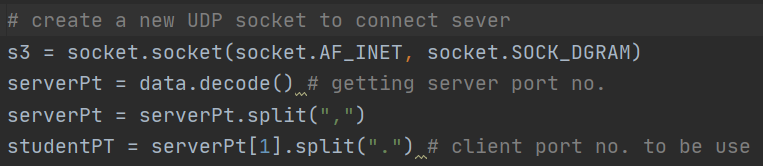 # create a new UDP socket to connect sever
s3 = socket.socket(socket.AF_INET, socket.SOCK_DGRAM)
serverPt = data.decode() # getting server port no.
serverPt = serverPt.split(",")
studentPT = serverPt[1].split(".") # client port no. to be use